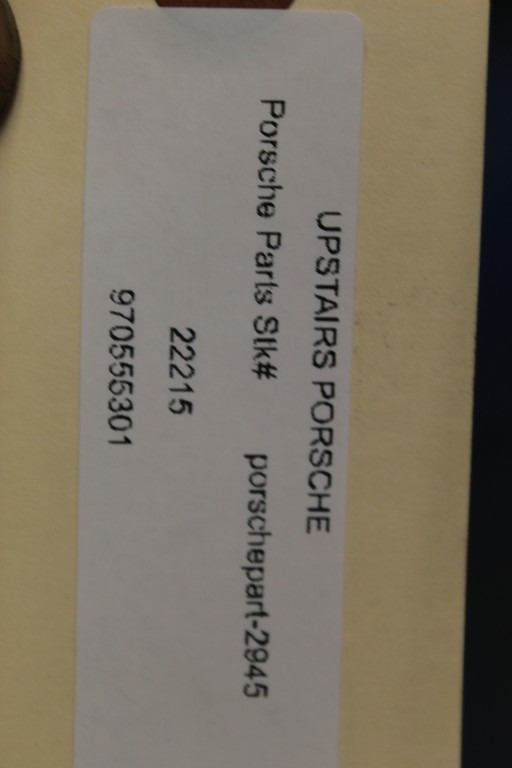 UPSTAIRS PORSCHE
Porsche Parts Stk# porschepart-2945
22215
970555301